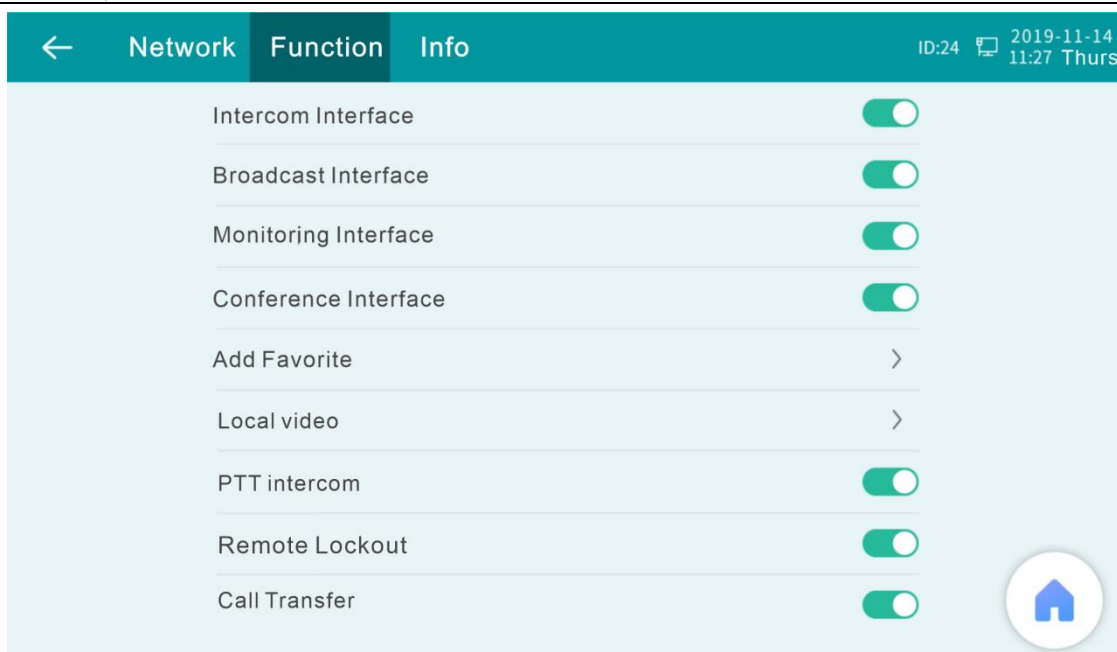 Network Function Info ID:24 2019-11-14
11:27 Thurs
Intercom Interface
Broadcast Interface
Monitoring Interface
Conference Interface
Add Favorite
Local video
PTT intercom
Remote Lockout
Call Transfer